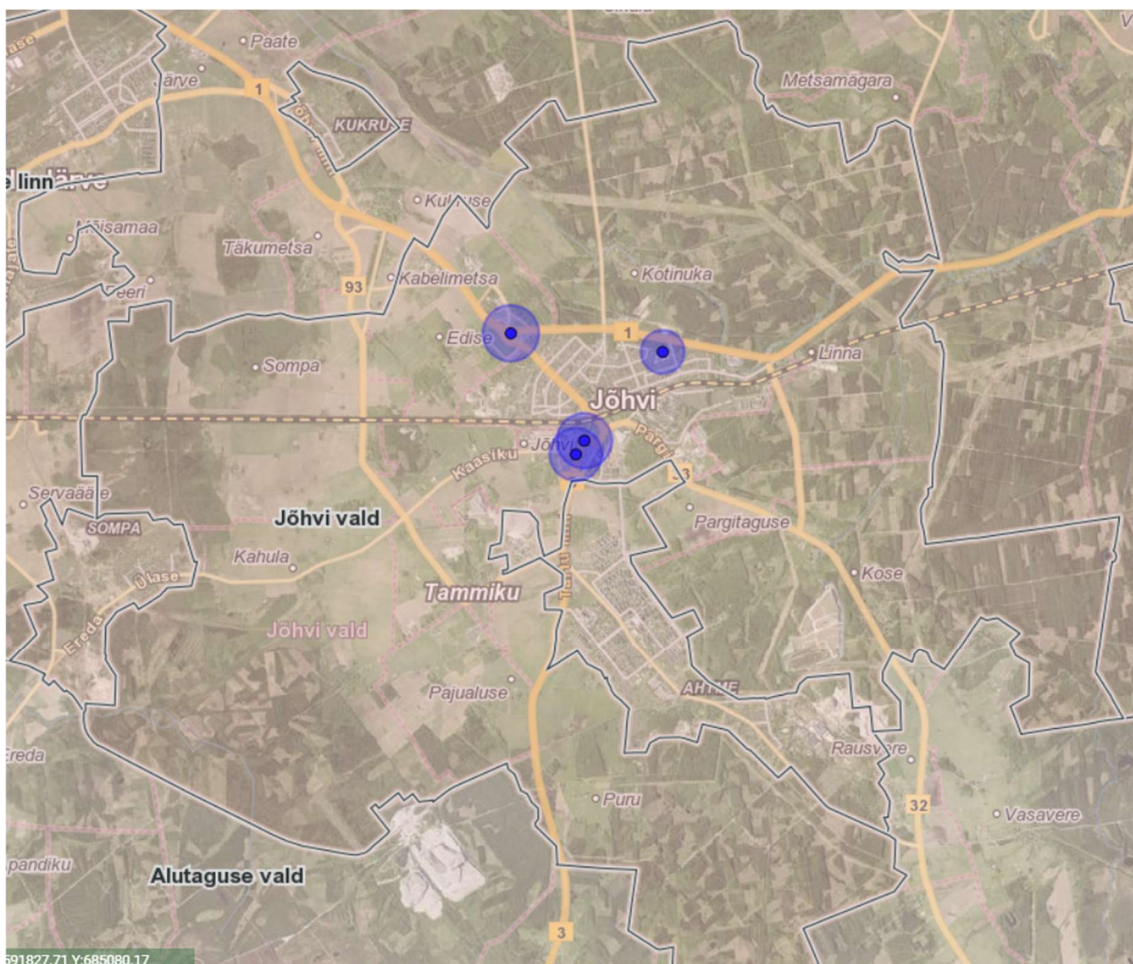 Paate
Metsamägara
1
KUKRUSE
e linn
Kukruse
Mõisamaa
Täkumetsa
Kotinuka
93
Kabelimetsa
Edise
1
Linna
Sompa
Jõhvi
Jõhvi
Pargi
Kaasiku
Servaääre
SOMPA
Jõhvi vald
Pargitaguse
Kahula
Ülase
Kose
Tammiku
Tartu
Jõhvi vald
Ereda
Pajualuse
AHTME
Ereda
Rausvere
Puru
32
Vasavere
pandiku
Alutaguse vald
3
591827.71 Y:685080.17